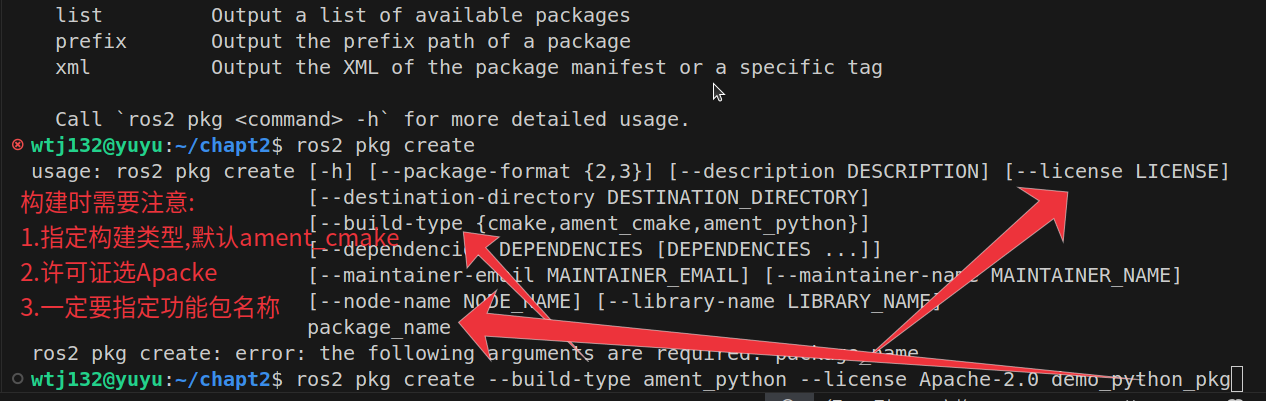 list         Output a list of available packages
prefix       Output the prefix path of a package
xml          Output the XML of the package manifest or a specific tag
Call `ros2 pkg <command> -h` for more detailed usage.
wtj132@yuyu:~/chapt2$ ros2 pkg create
usage: ros2 pkg create [-h] [--package-format {2,3}] [--description DESCRIPTION] [--license LICENSE]
构建时需要注意:
[--destination-directory DESTINATION_DIRECTORY]
[--build-type {cmake,ament_cmake,ament_python}]
1.指定构建类型,默认ament_cmake
[--dependencies DEPENDENCIES [DEPENDENCIES ...]]
2.许可证选Apacke
[--maintainer-email MAINTAINER_EMAIL] [--maintainer-name MAINTAINER_NAME]
3.一定要指定功能包名称
[--node-name NODE_NAME] [--library-name LIBRARY_NAME]
package_name
ros2 pkg create: error: the following arguments are required: package_name
wtj132@yuyu:~/chapt2$ ros2 pkg create --build-type ament_python --license Apache-2.0 demo_python_pkg